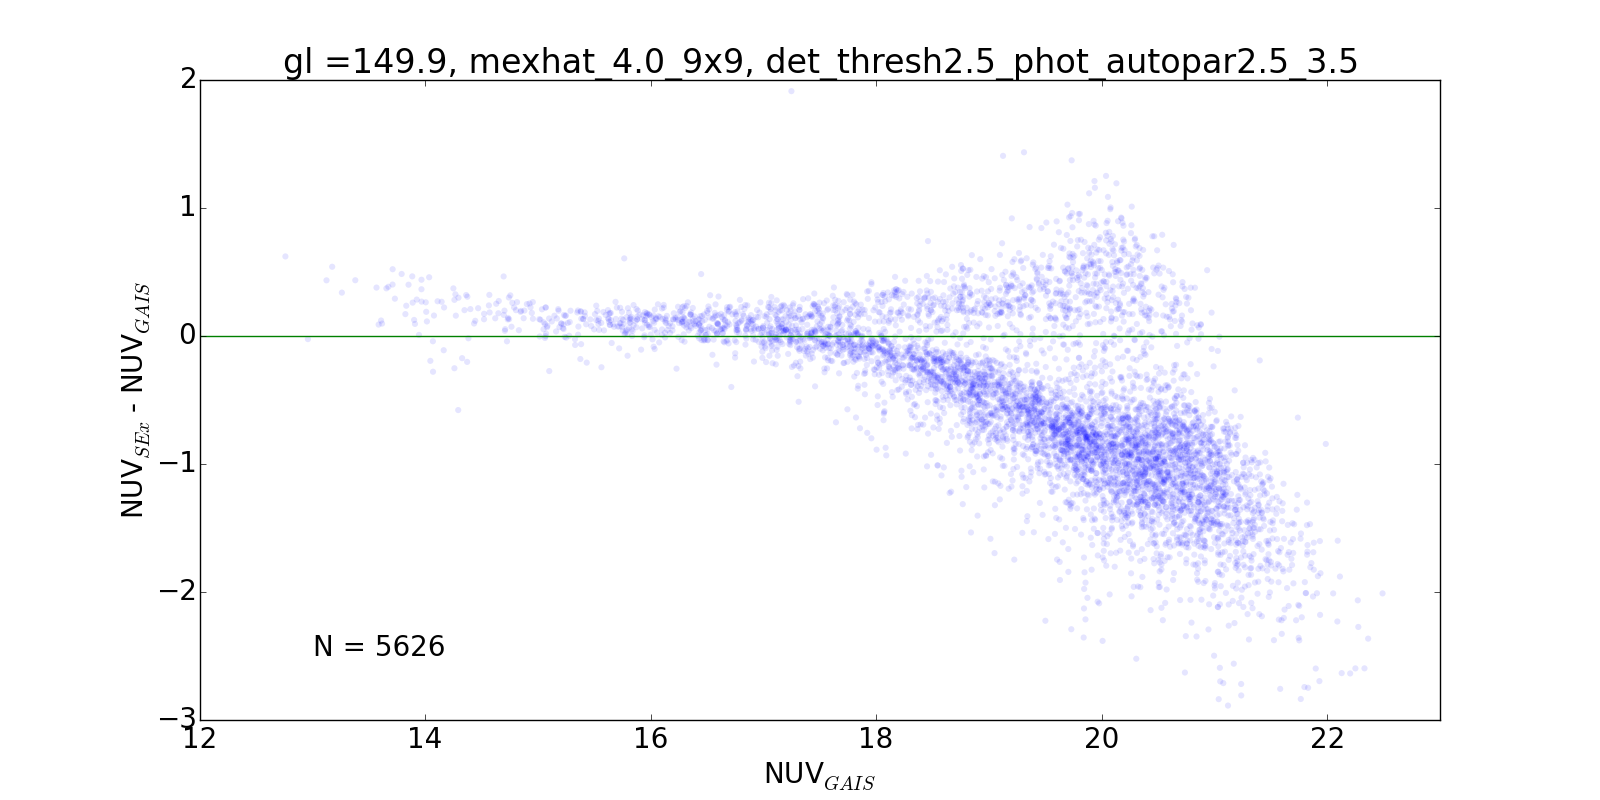 gl =149.9, mexhat_4.0_9x9, det_thresh2.5_phot_autopar2.5_3.5
2
1
0
−1
−2
−3
NUV_SEx - NUV_GAIS
N = 5626
12 14 16 18 20 22
NUV_GAIS